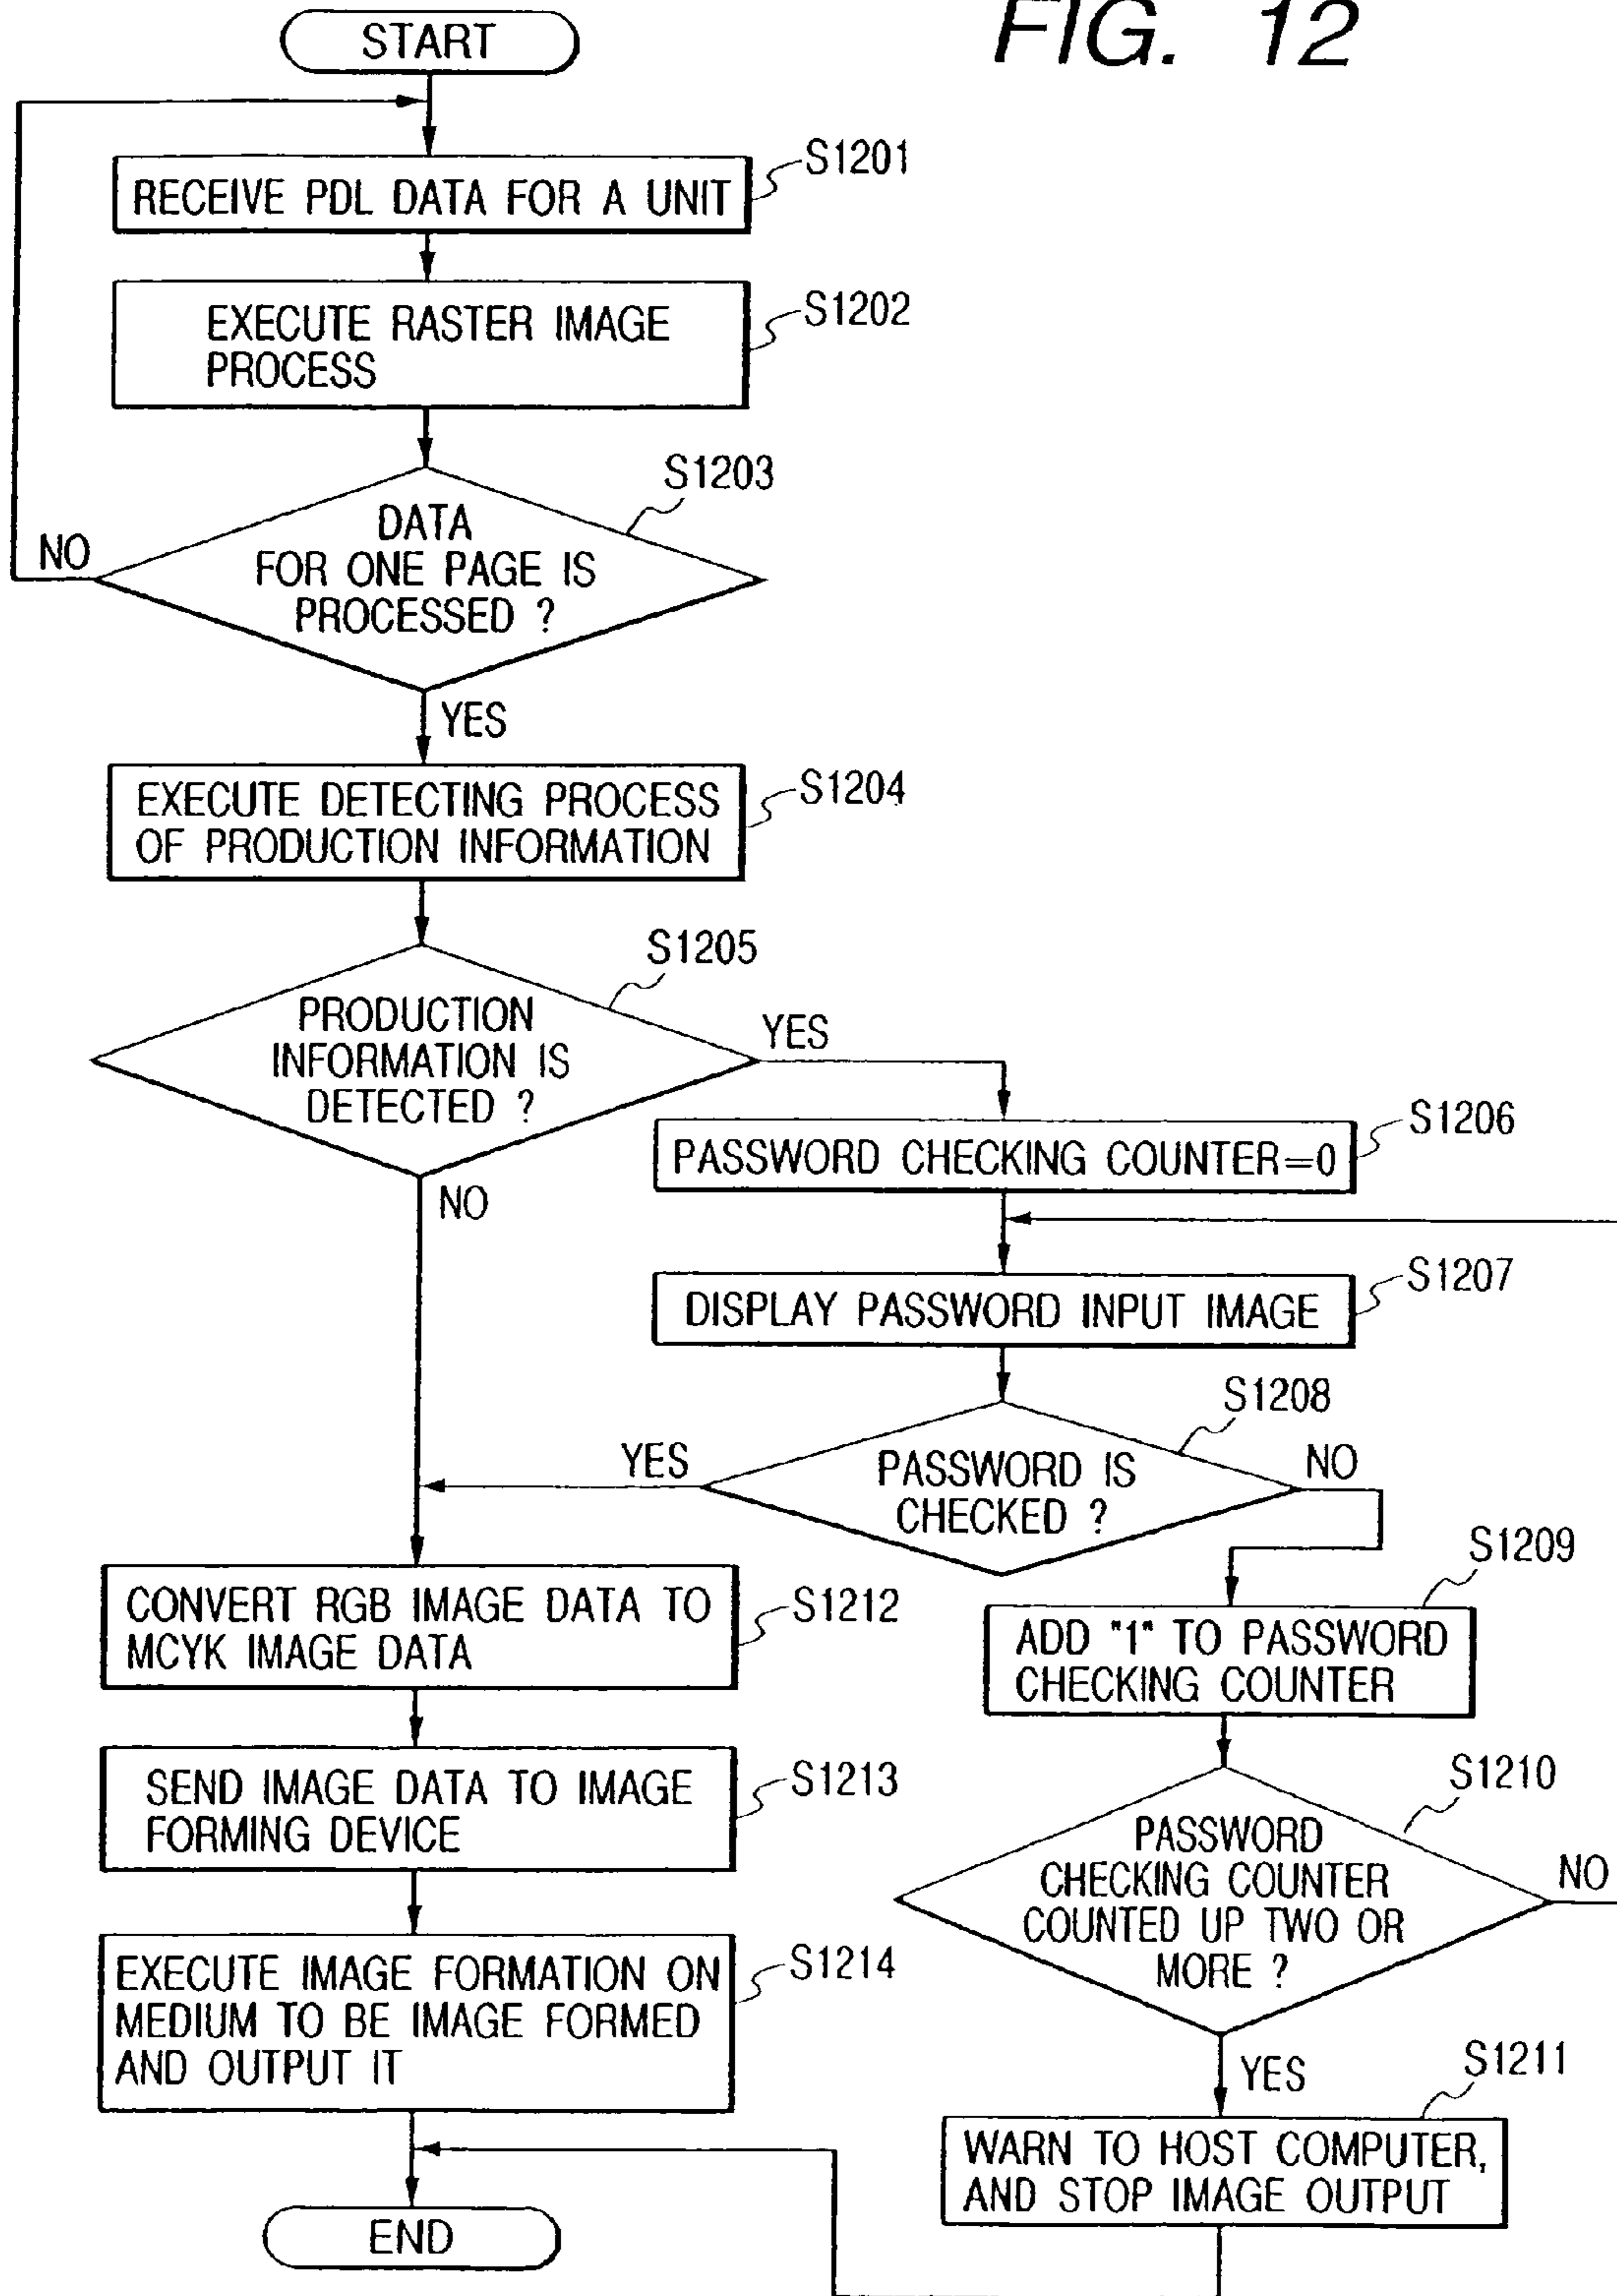 FIG. 12
START
S1201
RECEIVE PDL DATA FOR A UNIT
S1202
EXECUTE RASTER IMAGE
PROCESS
S1203
DATA
FOR ONE PAGE IS
PROCESSED ?
NO
YES
S1204
EXECUTE DETECTING PROCESS
OF PRODUCTION INFORMATION
S1205
PRODUCTION
INFORMATION IS
DETECTED ?
YES
NO
S1206
PASSWORD CHECKING COUNTER=0
S1207
DISPLAY PASSWORD INPUT IMAGE
S1208
PASSWORD IS
CHECKED ?
YES
NO
S1209
ADD "1" TO PASSWORD
CHECKING COUNTER
S1210
PASSWORD
CHECKING COUNTER
COUNTED UP TWO OR
MORE ?
NO
YES
S1211
WARN TO HOST COMPUTER,
AND STOP IMAGE OUTPUT
S1212
CONVERT RGB IMAGE DATA TO
MCYK IMAGE DATA
S1213
SEND IMAGE DATA TO IMAGE
FORMING DEVICE
S1214
EXECUTE IMAGE FORMATION ON
MEDIUM TO BE IMAGE FORMED
AND OUTPUT IT
END